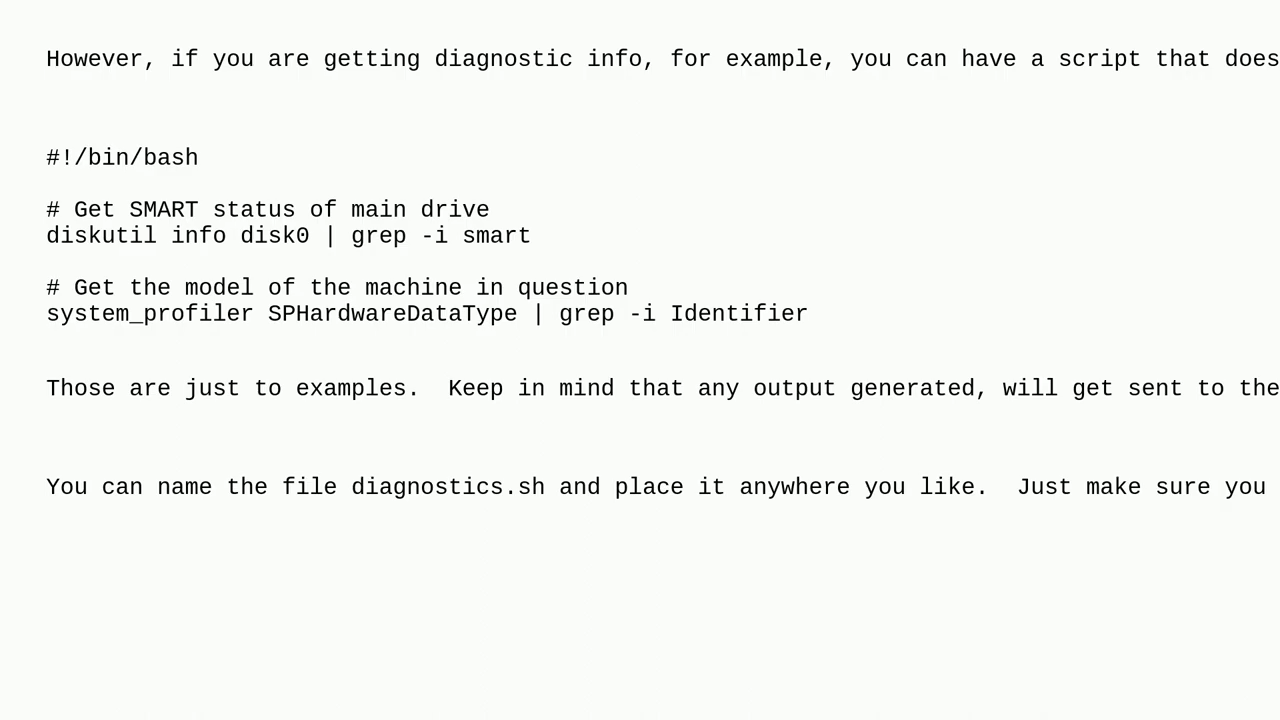 However, if you are getting diagnostic info, for example, you can have a script that does
#!/bin/bash
# Get SMART status of main drive
diskutil info disk0 | grep -i smart
# Get the model of the machine in question
system_profiler SPHardwareDataType | grep -i Identifier
Those are just to examples.  Keep in mind that any output generated, will get sent to the
You can name the file diagnostics.sh and place it anywhere you like.  Just make sure you